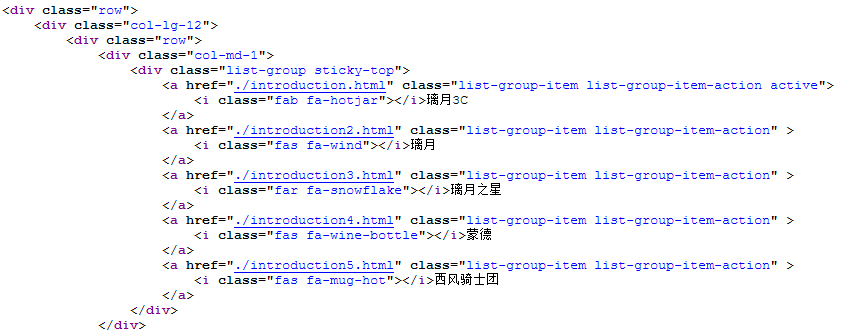 <div class="row">
<div class="col-lg-12">
<div class="row">
<div class="col-md-1">
<div class="list-group sticky-top">
<a href="./introduction.html" class="list-group-item list-group-item-action active">
<i class="fab fa-hotjar"></i>璃月3C
</a>
<a href="./introduction2.html" class="list-group-item list-group-item-action" >
<i class="fas fa-wind"></i>璃月
</a>
<a href="./introduction3.html" class="list-group-item list-group-item-action" >
<i class="far fa-snowflake"></i>璃月之星
</a>
<a href="./introduction4.html" class="list-group-item list-group-item-action" >
<i class="fas fa-wine-bottle"></i>蒙德
</a>
<a href="./introduction5.html" class="list-group-item list-group-item-action" >
<i class="fas fa-mug-hot"></i>西风骑士团
</a>
</div>
</div>